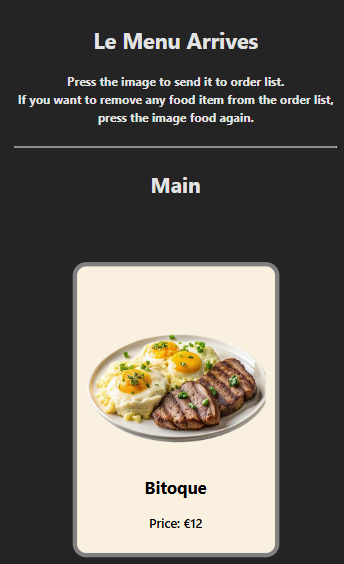 Le Menu Arrives
Press the image to send it to order list.
If you want to remove any food item from the order list,
press the image food again.
Main
Bitoque
Price: €12